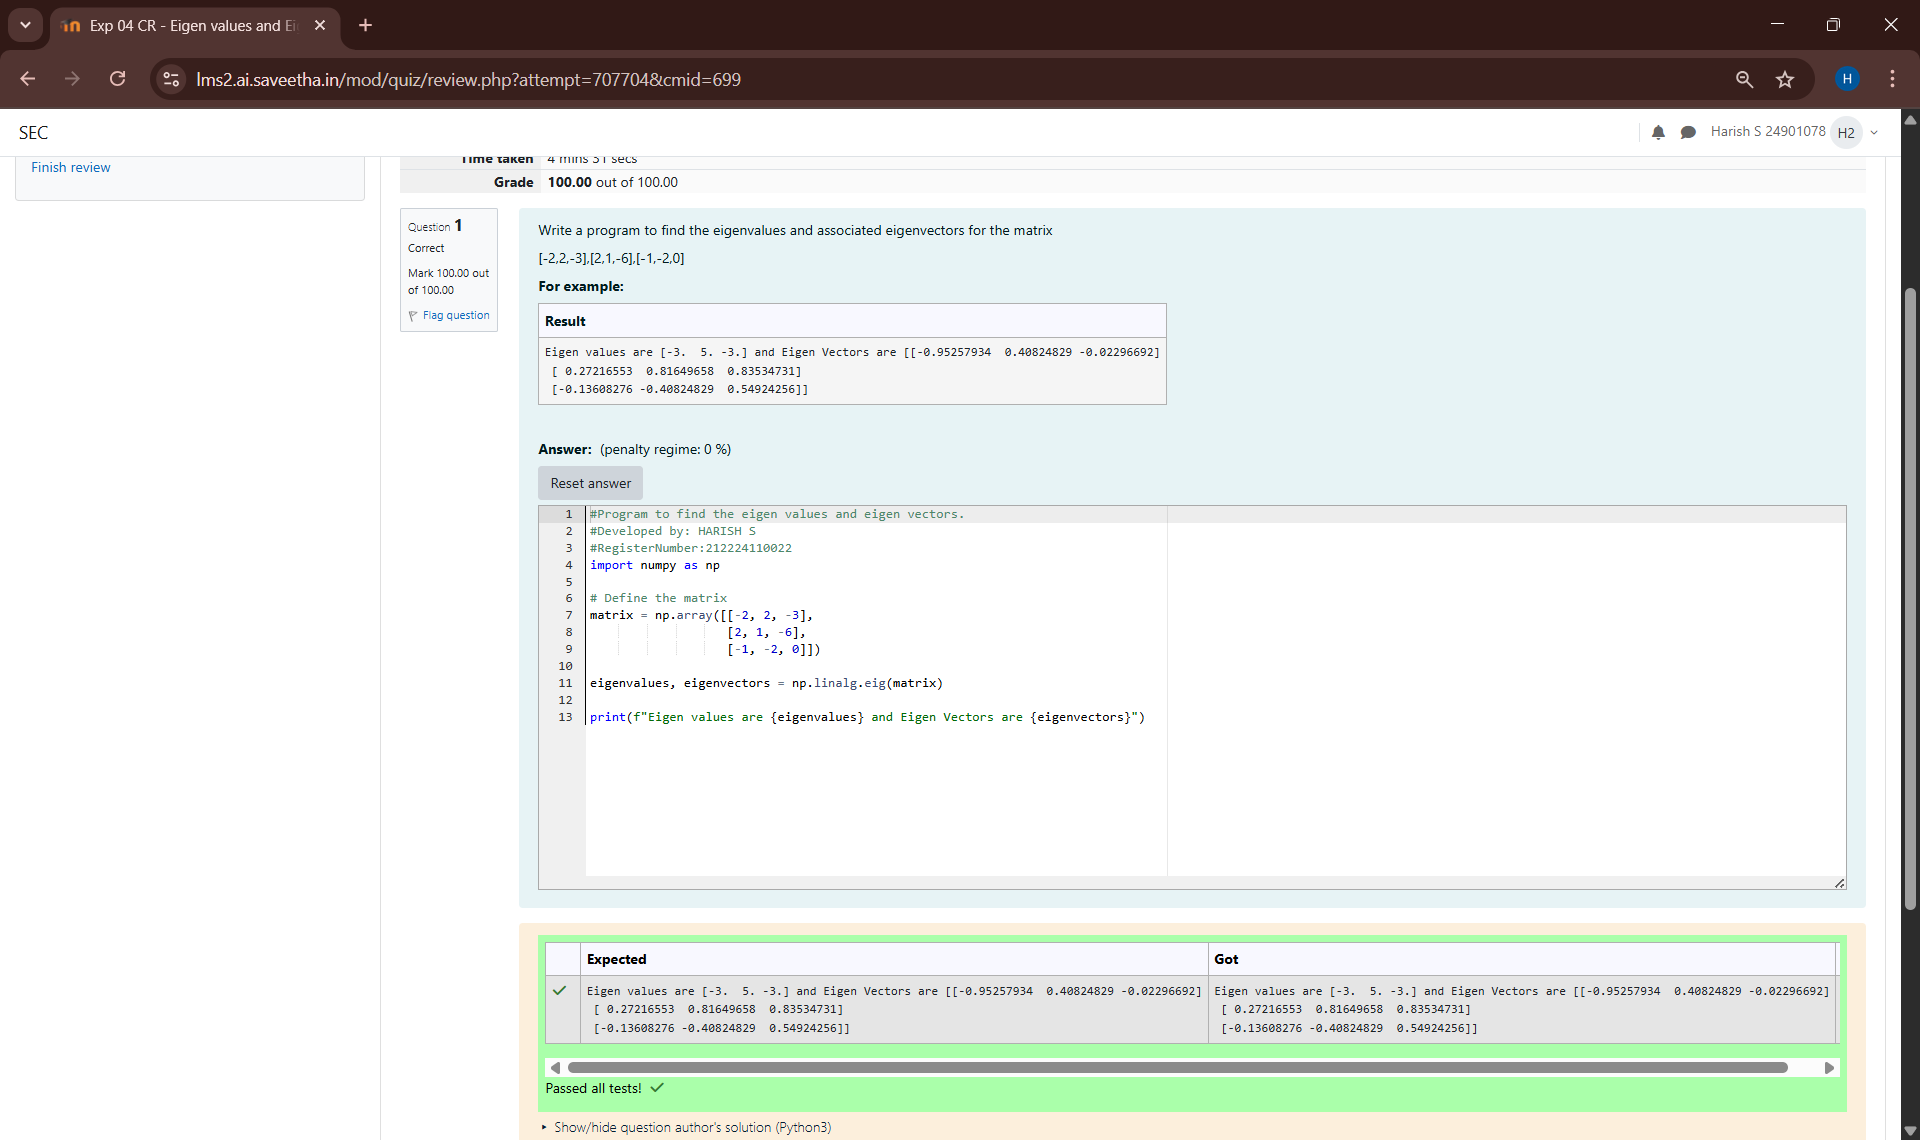 Exp 04 CR - Eigen values and Ei
lms2.ai.saveetha.in/mod/quiz/review.php?attempt=707704&cmid=699
H
SEC
Harish S 24901078 H2
Finish review
Time taken 4 mins 31 secs
Grade 100.00 out of 100.00
Question 1
Correct
Mark 100.00 out
of 100.00
Flag question
Write a program to find the eigenvalues and associated eigenvectors for the matrix
[-2,2,-3],[2,1,-6],[-1,-2,0]
For example:
Result
Eigen values are [-3.  5. -3.] and Eigen Vectors are [[-0.95257934  0.40824829 -0.02296692]
[ 0.27216553  0.81649658  0.83534731]
[-0.13608276 -0.40824829  0.54924256]]
Answer: (penalty regime: 0 %)
Reset answer
1 #Program to find the eigen values and eigen vectors.
2 #Developed by: HARISH S
3 #RegisterNumber:212224110022
4 import numpy as np
5
6 # Define the matrix
7 matrix = np.array([[-2, 2, -3],
8 [2, 1, -6],
9 [-1, -2, 0]])
10
11 eigenvalues, eigenvectors = np.linalg.eig(matrix)
12
13 print(f"Eigen values are {eigenvalues} and Eigen Vectors are {eigenvectors}")
Expected Got
Eigen values are [-3.  5. -3.] and Eigen Vectors are [[-0.95257934  0.40824829 -0.02296692] Eigen values are [-3.  5. -3.] and Eigen Vectors are [[-0.95257934  0.40824829 -0.02296692]
[ 0.27216553  0.81649658  0.83534731] [ 0.27216553  0.81649658  0.83534731]
[-0.13608276 -0.40824829  0.54924256]] [-0.13608276 -0.40824829  0.54924256]]
Passed all tests!
Show/hide question author's solution (Python3)